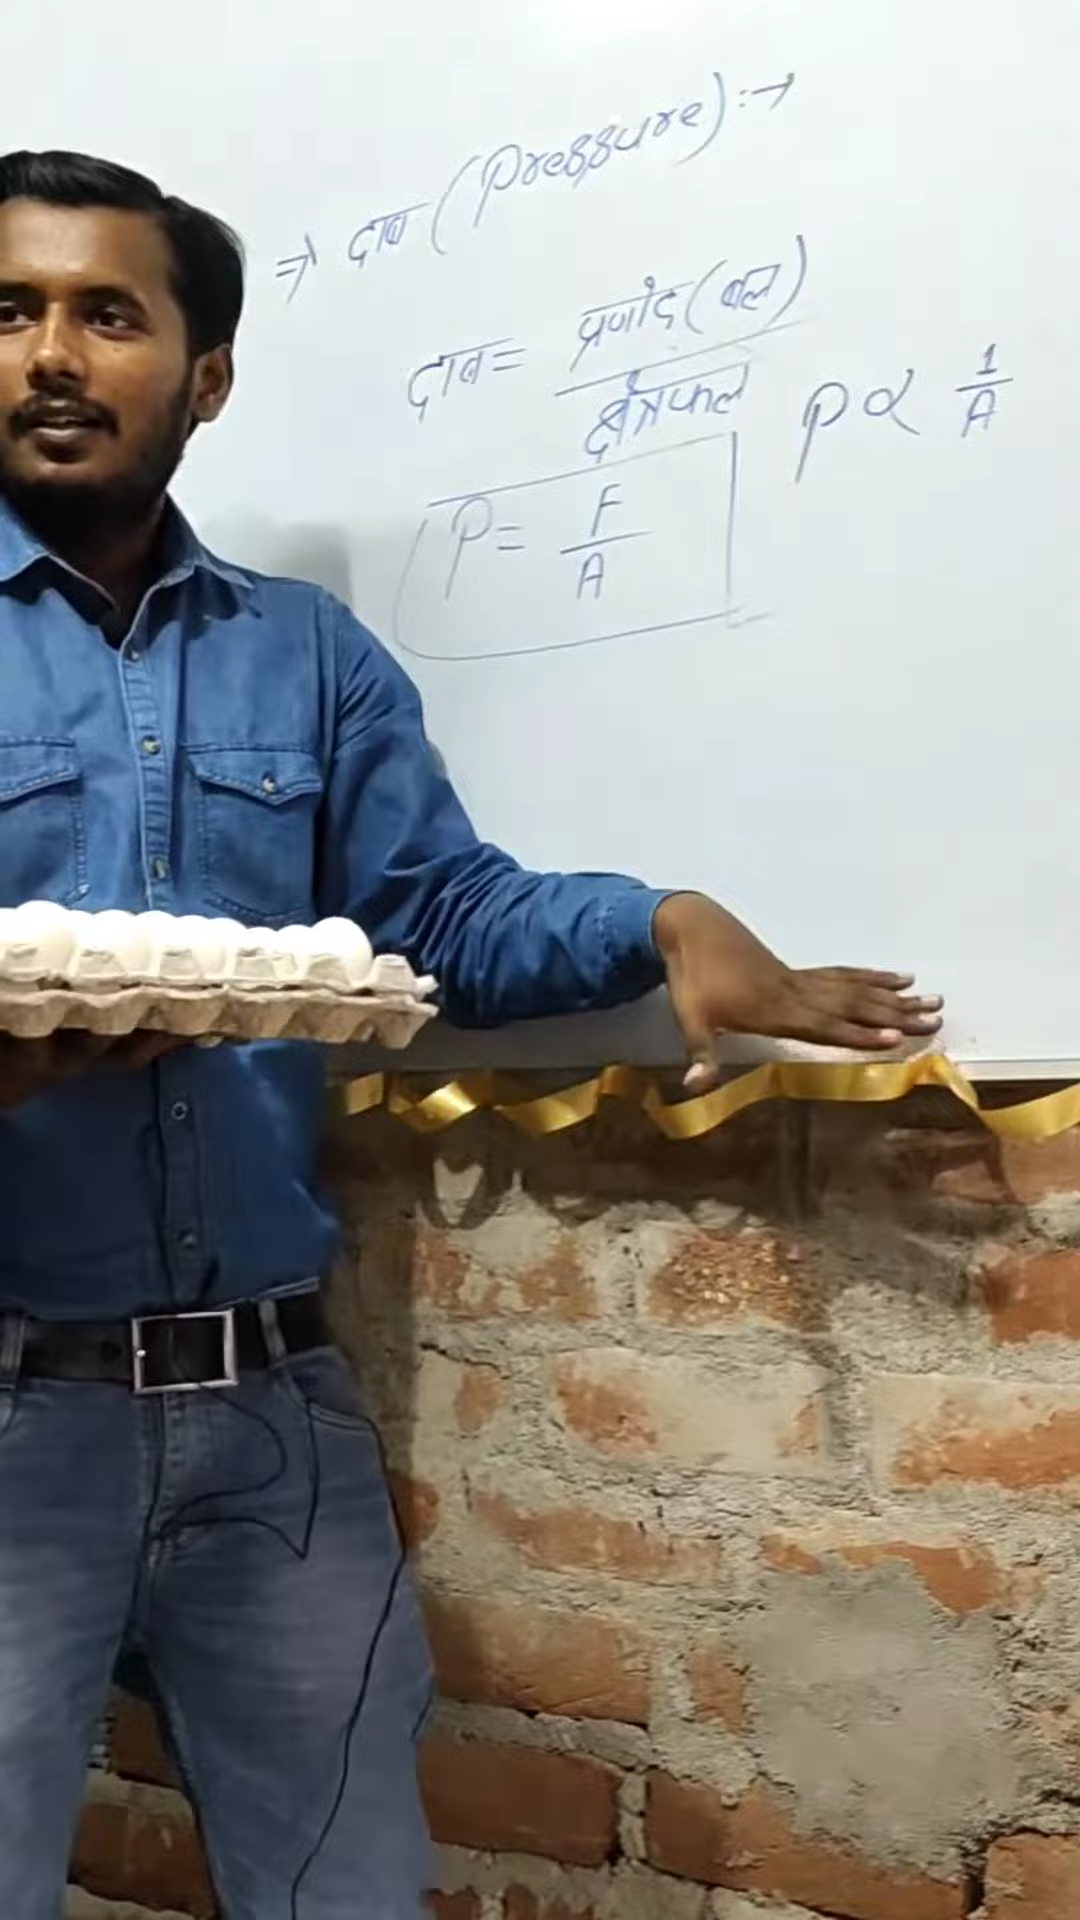 ⇒ दाब (Pressure):→
दाब = प्रणोद (बल) / क्षेत्रफल
P ∝ 1/A
P = F/A